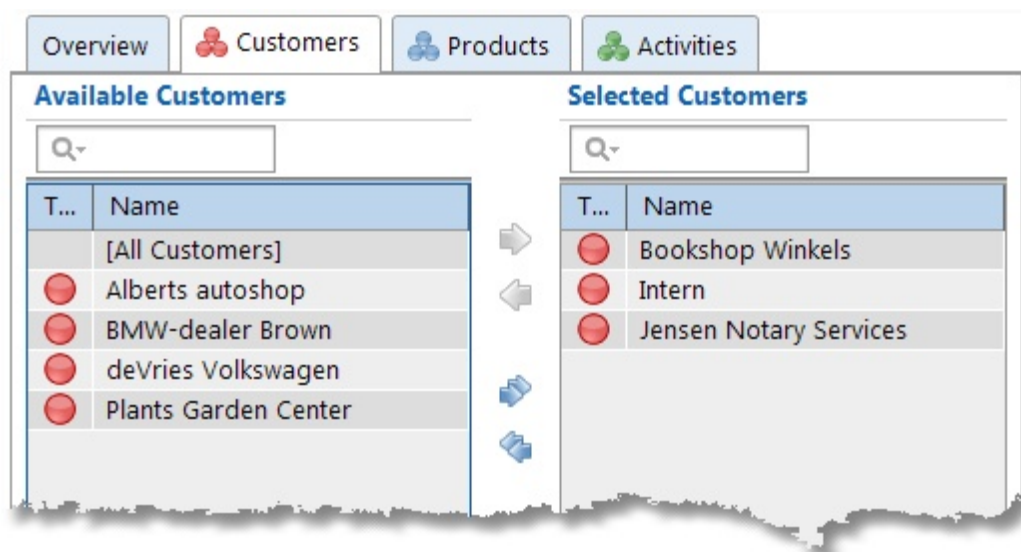 Overview Customers Products Activities
Available Customers
T... Name
[All Customers]
Alberts autoshop
BMW-dealer Brown
deVries Volkswagen
Plants Garden Center
Selected Customers
T... Name
Bookshop Winkels
Intern
Jensen Notary Services